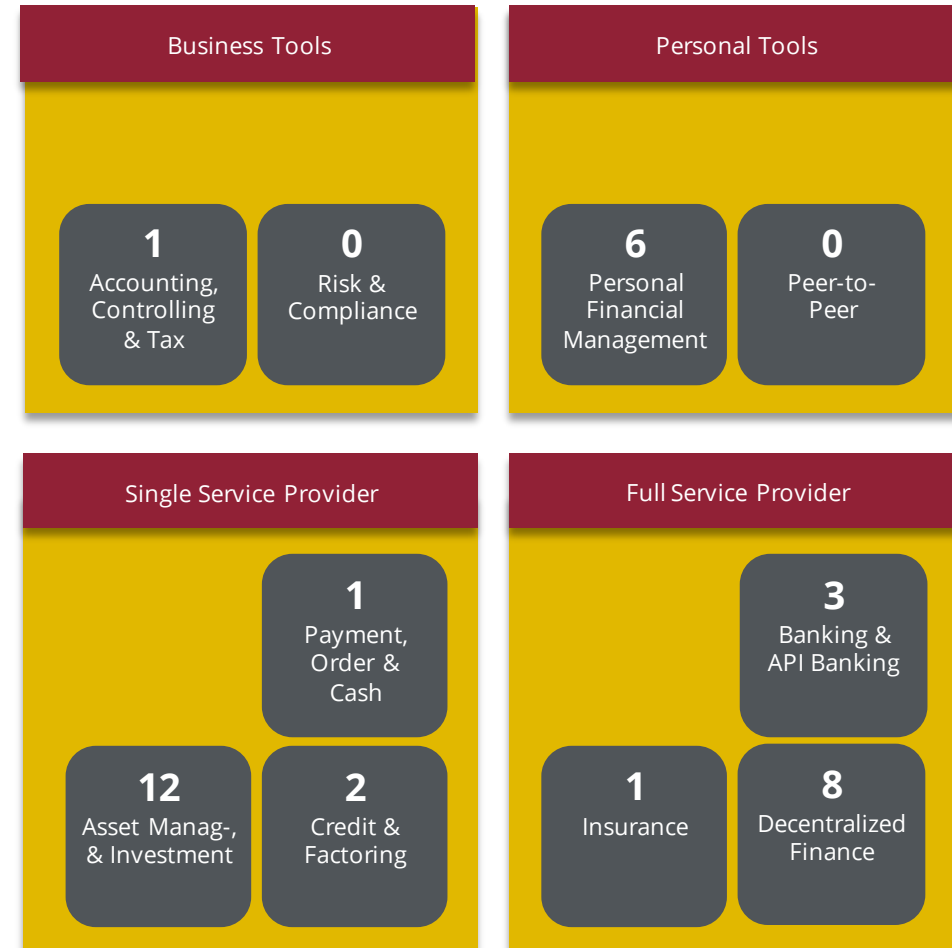 Business Tools
1
Accounting,
Controlling
& Tax
0
Risk &
Compliance
Personal Tools
6
Personal
Financial
Management
0
Peer-to-
Peer
Single Service Provider
1
Payment,
Order &
Cash
12
Asset Manag-,
& Investment
2
Credit &
Factoring
Full Service Provider
3
Banking &
API Banking
1
Insurance
8
Decentralized
Finance